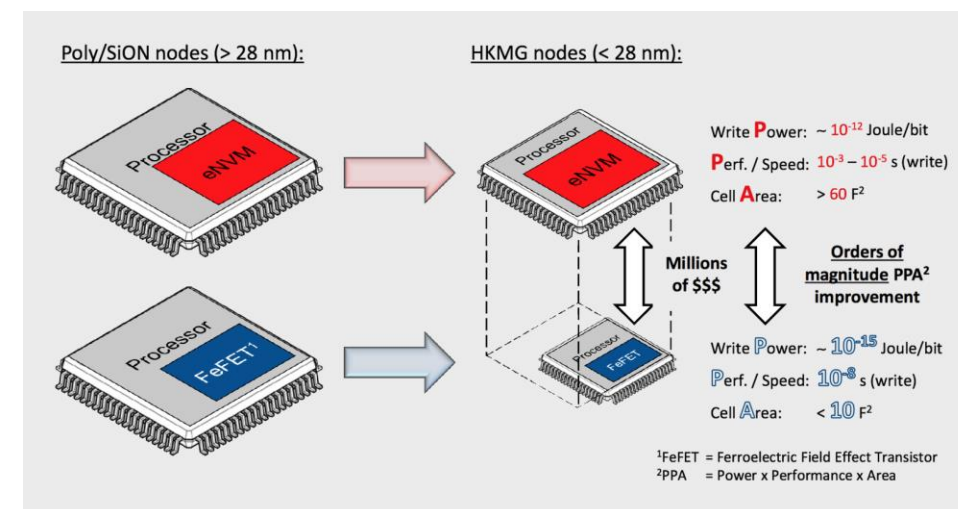 Poly/SiON nodes (> 28 nm):
HKMG nodes (< 28 nm):
Processor
eNVM
Processor
eNVM
Write Power: ~ 10⁻¹² Joule/bit
Perf. / Speed: 10⁻³ – 10⁻⁵ s (write)
Cell Area: > 60 F²
Millions
of $$$
Orders of
magnitude PPA²
improvement
Processor
FeFET¹
Processor
FeFET
Write Power: ~ 10⁻¹⁵ Joule/bit
Perf. / Speed: 10⁻⁸ s (write)
Cell Area: < 10 F²
¹FeFET = Ferroelectric Field Effect Transistor
²PPA = Power x Performance x Area